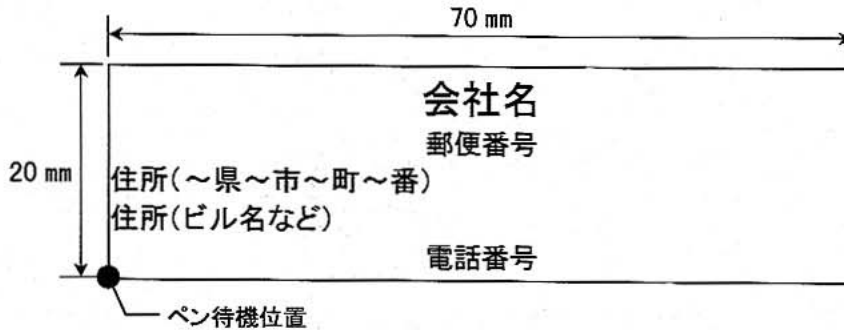 70 mm
会社名
郵便番号
20 mm
住所(～県～市～町～番)
住所(ビル名など)
電話番号
ペン待機位置